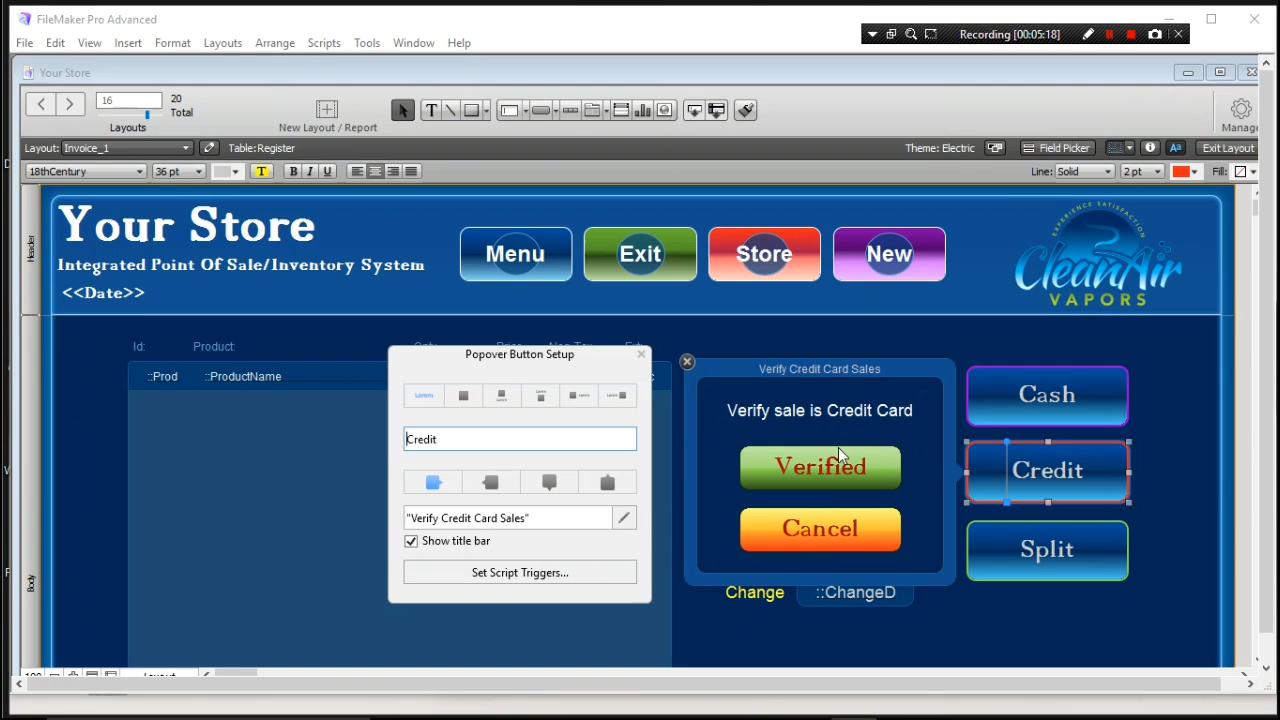 FileMaker Pro Advanced
File Edit View Insert Format Layouts Arrange Scripts Tools Window Help
Recording [00:05:18]
Your Store
16
20
Total
Layouts
New Layout / Report
Manage
Layout: Invoice_1
Table:Register
Theme: Electric
Field Picker
Aa
Exit Layout
18thCentury
36 pt
T
B I U
Line: Solid
2 pt
Fill:
Header
Your Store
Integrated Point Of Sale/Inventory System
<<Date>>
Menu
Exit
Store
New
EXPERIENCE SATISFACTION
CleanAir
VAPORS
Id:
Product:
::Prod
::ProductName
Popover Button Setup
Lorem
Credit
"Verify Credit Card Sales"
Show title bar
Set Script Triggers...
Verify Credit Card Sales
Verify sale is Credit Card
Verified
Cancel
Cash
Credit
Split
Change
::ChangeD
Body